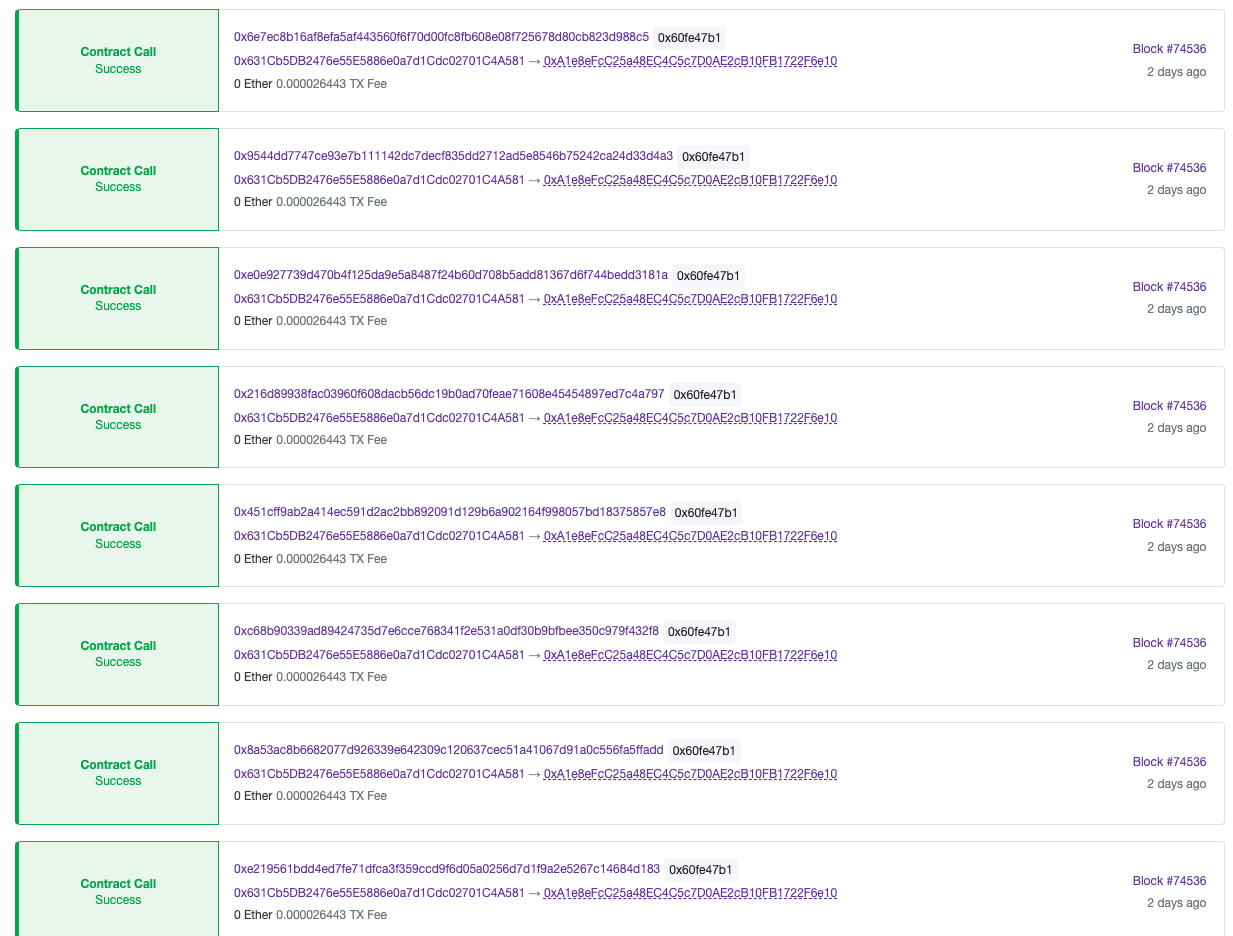 Contract Call
Success
0x6e7ec8b16af8efa5af443560f6f70d00fc8fb608e08f725678d80cb823d988c5 0x60fe47b1
0x631Cb5DB2476e55E5886e0a7d1Cdc02701C4A581 → 0xA1e8eFcC25a48EC4C5c7D0AE2cB10FB1722F6e10
0 Ether 0.000026443 TX Fee
Block #74536
2 days ago
Contract Call
Success
0x9544dd7747ce93e7b111142dc7decf835dd2712ad5e8546b75242ca24d33d4a3 0x60fe47b1
0x631Cb5DB2476e55E5886e0a7d1Cdc02701C4A581 → 0xA1e8eFcC25a48EC4C5c7D0AE2cB10FB1722F6e10
0 Ether 0.000026443 TX Fee
Block #74536
2 days ago
Contract Call
Success
0xe0e927739d470b4f125da9e5a8487f24b60d708b5add81367d6f744bedd3181a 0x60fe47b1
0x631Cb5DB2476e55E5886e0a7d1Cdc02701C4A581 → 0xA1e8eFcC25a48EC4C5c7D0AE2cB10FB1722F6e10
0 Ether 0.000026443 TX Fee
Block #74536
2 days ago
Contract Call
Success
0x216d89938fac03960f608dacb56dc19b0ad70feae71608e45454897ed7c4a797 0x60fe47b1
0x631Cb5DB2476e55E5886e0a7d1Cdc02701C4A581 → 0xA1e8eFcC25a48EC4C5c7D0AE2cB10FB1722F6e10
0 Ether 0.000026443 TX Fee
Block #74536
2 days ago
Contract Call
Success
0x451cff9ab2a414ec591d2ac2bb892091d129b6a902164f998057bd18375857e8 0x60fe47b1
0x631Cb5DB2476e55E5886e0a7d1Cdc02701C4A581 → 0xA1e8eFcC25a48EC4C5c7D0AE2cB10FB1722F6e10
0 Ether 0.000026443 TX Fee
Block #74536
2 days ago
Contract Call
Success
0xc68b90339ad89424735d7e6cce768341f2e531a0df30b9bfbee350c979f432f8 0x60fe47b1
0x631Cb5DB2476e55E5886e0a7d1Cdc02701C4A581 → 0xA1e8eFcC25a48EC4C5c7D0AE2cB10FB1722F6e10
0 Ether 0.000026443 TX Fee
Block #74536
2 days ago
Contract Call
Success
0x8a53ac8b6682077d926339e642309c120637cec51a41067d91a0c556fa5ffadd 0x60fe47b1
0x631Cb5DB2476e55E5886e0a7d1Cdc02701C4A581 → 0xA1e8eFcC25a48EC4C5c7D0AE2cB10FB1722F6e10
0 Ether 0.000026443 TX Fee
Block #74536
2 days ago
Contract Call
Success
0xe219561bdd4ed7fe71dfca3f359ccd9f6d05a0256d7d1f9a2e5267c14684d183 0x60fe47b1
0x631Cb5DB2476e55E5886e0a7d1Cdc02701C4A581 → 0xA1e8eFcC25a48EC4C5c7D0AE2cB10FB1722F6e10
0 Ether 0.000026443 TX Fee
Block #74536
2 days ago